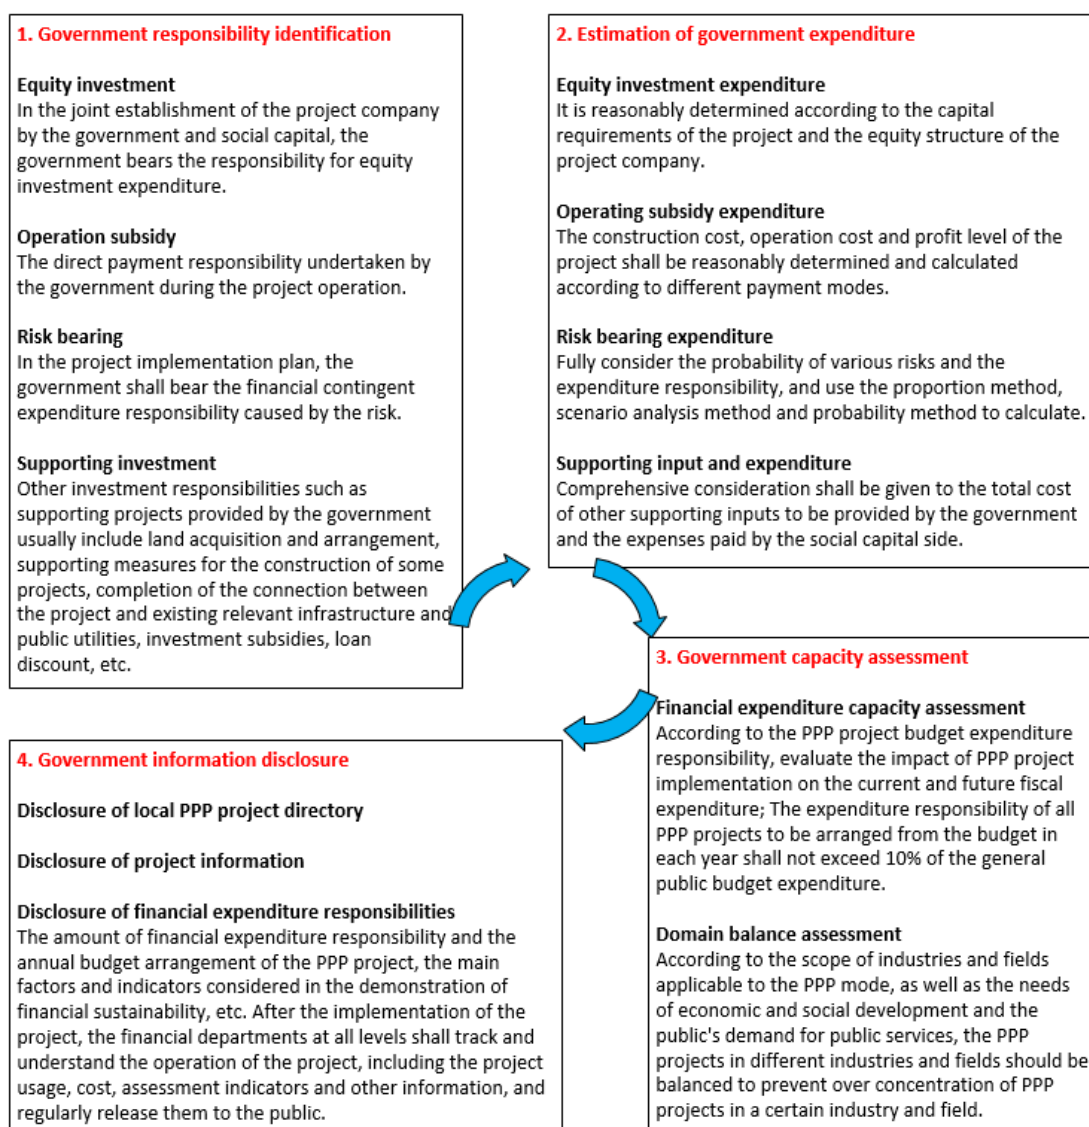 1. Government responsibility identification
Equity investment
In the joint establishment of the project company
by the government and social capital, the
government bears the responsibility for equity
investment expenditure.
Operation subsidy
The direct payment responsibility undertaken by
the government during the project operation.
Risk bearing
In the project implementation plan, the
government shall bear the financial contingent
expenditure responsibility caused by the risk.
Supporting investment
Other investment responsibilities such as
supporting projects provided by the government
usually include land acquisition and arrangement,
supporting measures for the construction of some
projects, completion of the connection between
the project and existing relevant infrastructure and
public utilities, investment subsidies, loan
discount, etc.
2. Estimation of government expenditure
Equity investment expenditure
It is reasonably determined according to the capital
requirements of the project and the equity structure of the
project company.
Operating subsidy expenditure
The construction cost, operation cost and profit level of the
project shall be reasonably determined and calculated
according to different payment modes.
Risk bearing expenditure
Fully consider the probability of various risks and the
expenditure responsibility, and use the proportion method,
scenario analysis method and probability method to calculate.
Supporting input and expenditure
Comprehensive consideration shall be given to the total cost
of other supporting inputs to be provided by the government
and the expenses paid by the social capital side.
3. Government capacity assessment
Financial expenditure capacity assessment
According to the PPP project budget expenditure
responsibility, evaluate the impact of PPP project
implementation on the current and future fiscal
expenditure; The expenditure responsibility of all
PPP projects to be arranged from the budget in
each year shall not exceed 10% of the general
public budget expenditure.
Domain balance assessment
According to the scope of industries and fields
applicable to the PPP mode, as well as the needs
of economic and social development and the
public's demand for public services, the PPP
projects in different industries and fields should be
balanced to prevent over concentration of PPP
projects in a certain industry and field.
4. Government information disclosure
Disclosure of local PPP project directory
Disclosure of project information
Disclosure of financial expenditure responsibilities
The amount of financial expenditure responsibility and the
annual budget arrangement of the PPP project, the main
factors and indicators considered in the demonstration of
financial sustainability, etc. After the implementation of the
project, the financial departments at all levels shall track and
understand the operation of the project, including the project
usage, cost, assessment indicators and other information, and
regularly release them to the public.